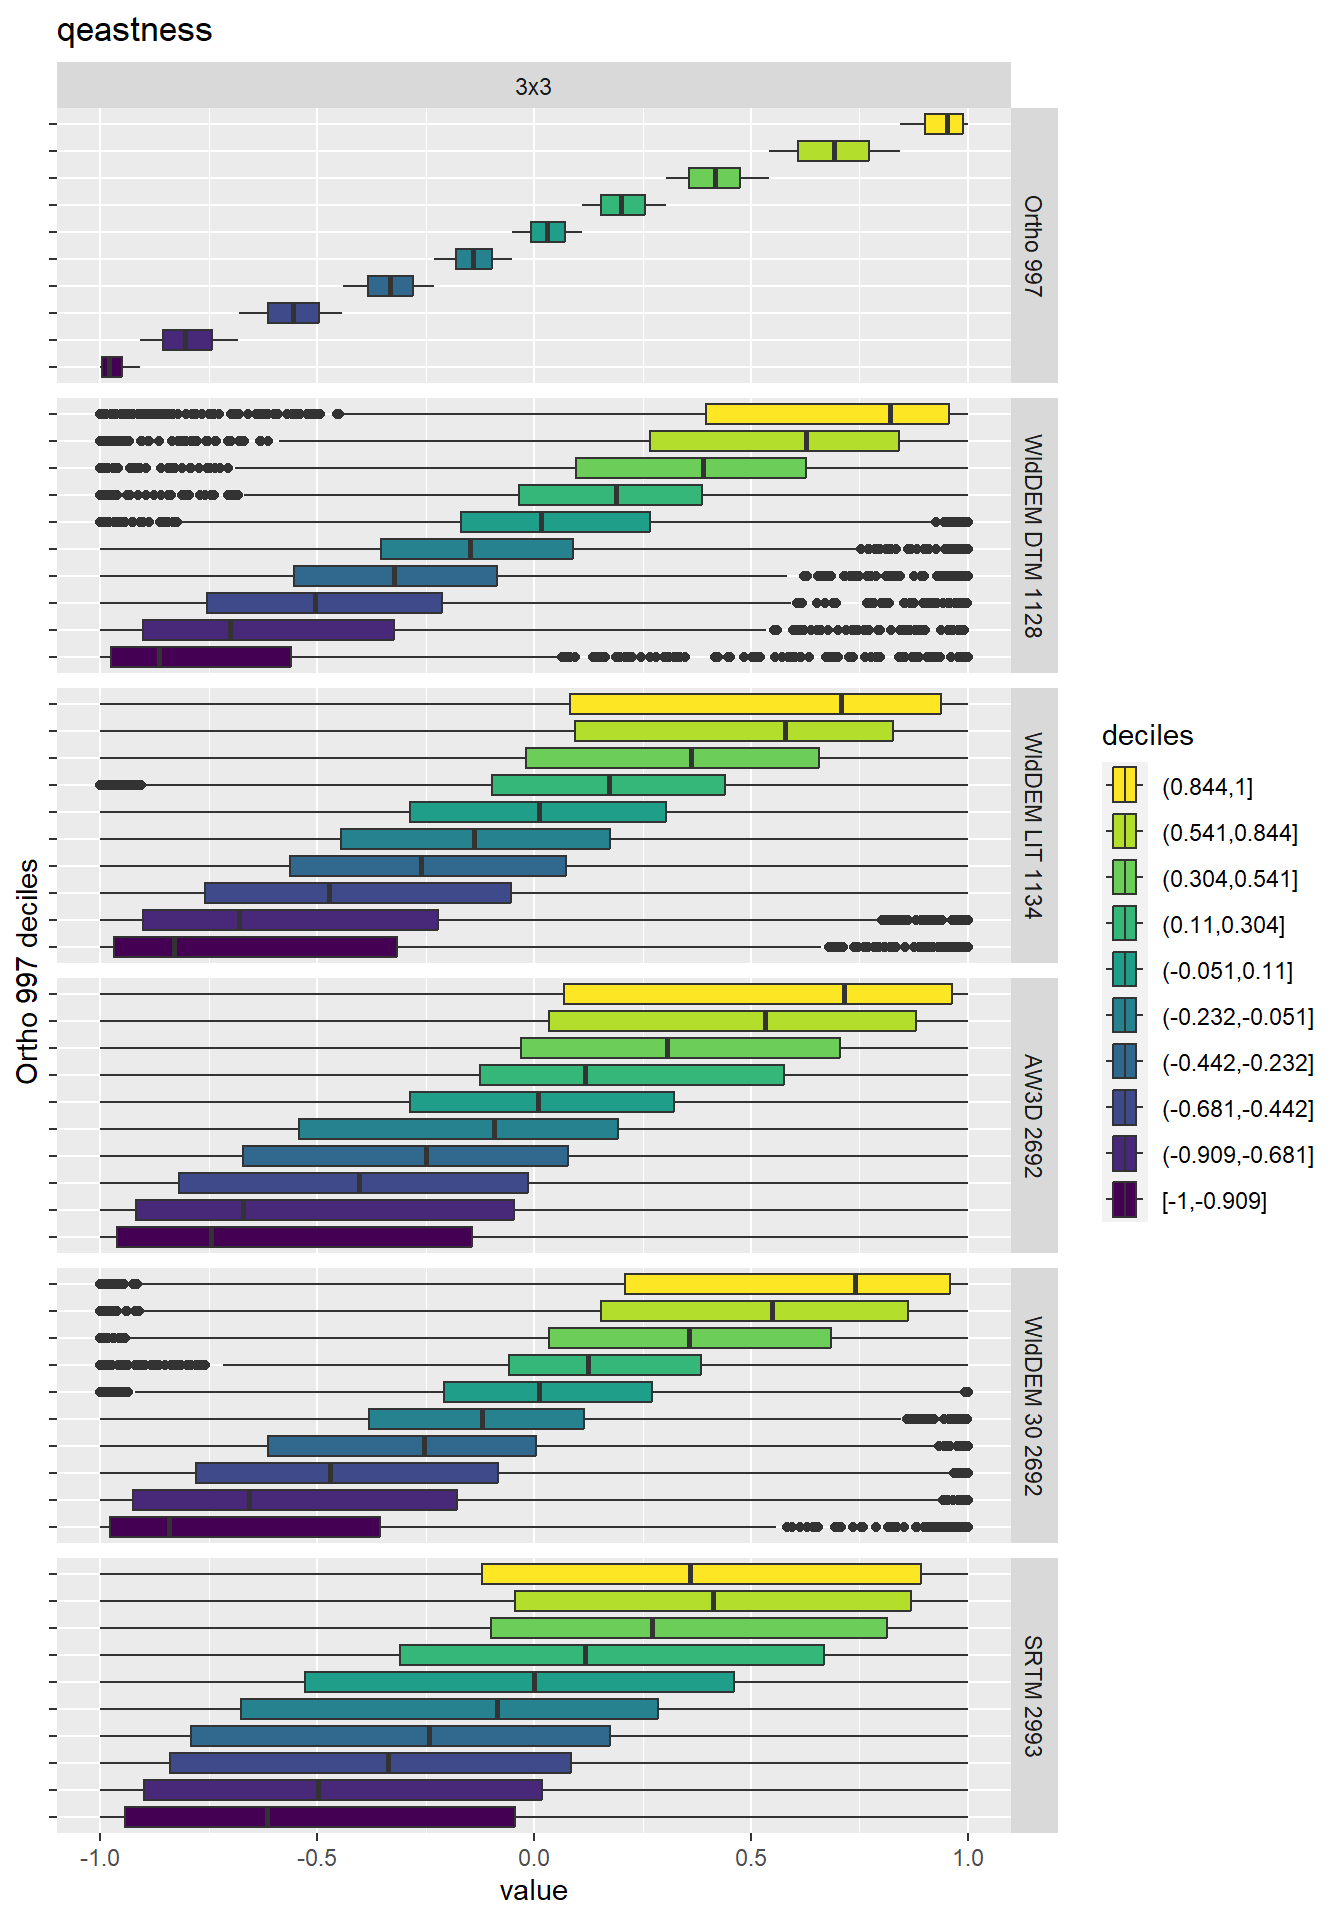 qeastness
3x3
Ortho 997
WldDEM DTM 1128
WldDEM LIT 1134
AW3D 2692
WldDEM 30 2692
SRTM 2993
Ortho 997 deciles
-1.0
-0.5
0.0
0.5
1.0
value
deciles
(0.844,1]
(0.541,0.844]
(0.304,0.541]
(0.11,0.304]
(-0.051,0.11]
(-0.232,-0.051]
(-0.442,-0.232]
(-0.681,-0.442]
(-0.909,-0.681]
[-1,-0.909]